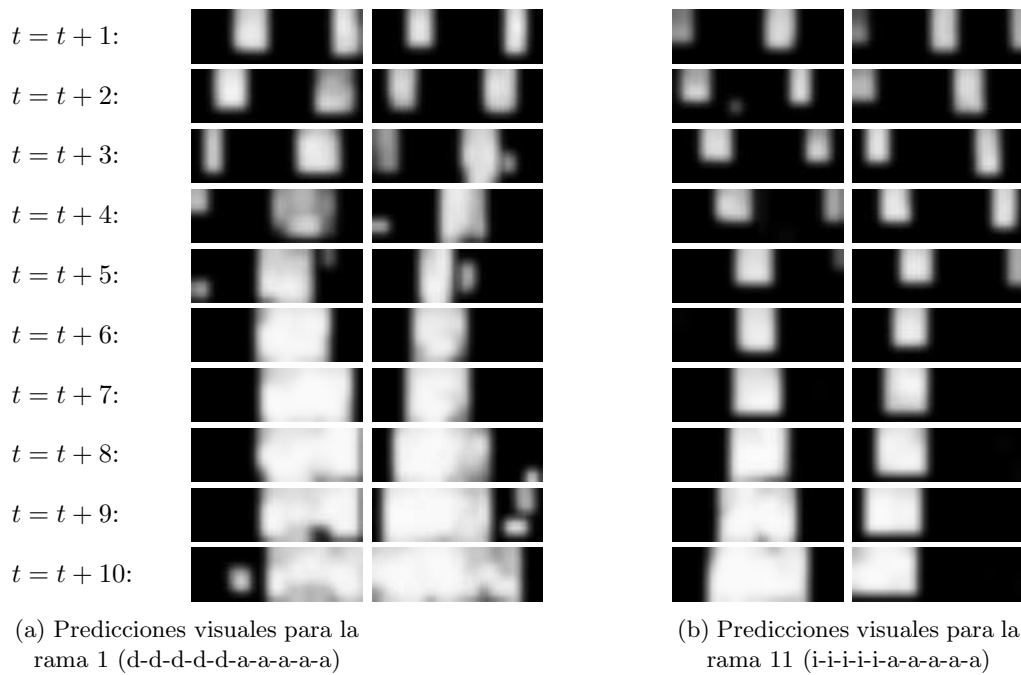 t = t + 1:
t = t + 2:
t = t + 3:
t = t + 4:
t = t + 5:
t = t + 6:
t = t + 7:
t = t + 8:
t = t + 9:
t = t + 10:
(a) Predicciones visuales para la
rama 1 (d-d-d-d-d-a-a-a-a-a)
(b) Predicciones visuales para la
rama 11 (i-i-i-i-i-a-a-a-a-a)